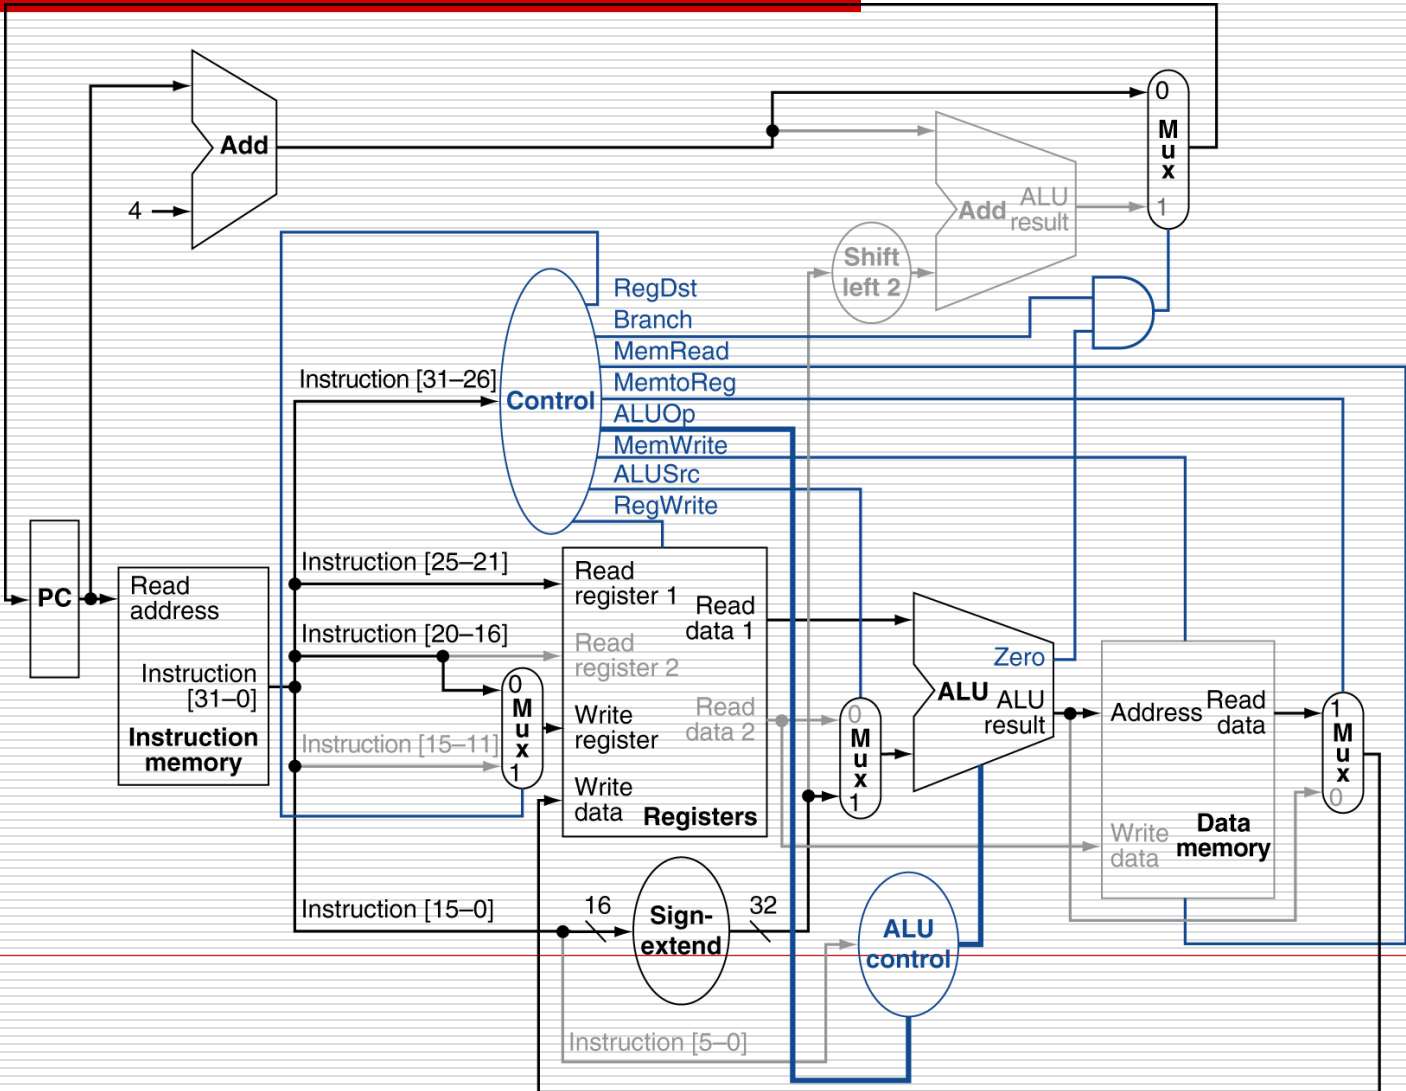 0
M
u
x
1
Add
4
Add
ALU
result
Shift
left 2
RegDst
Branch
MemRead
MemtoReg
ALUOp
MemWrite
ALUSrc
RegWrite
Instruction [31–26]
Control
PC
Read
address
Instruction
[31–0]
Instruction
memory
Instruction [25–21]
Instruction [20–16]
Instruction [15–11]
0
M
u
x
1
Read
register 1
Read
register 2
Write
register
Write
data
Read
data 1
Read
data 2
Registers
0
M
u
x
1
Zero
ALU
ALU
result
Address
Read
data
Write
data
Data
memory
1
M
u
x
0
Instruction [15–0]
16
Sign-
extend
32
ALU
control
Instruction [5–0]